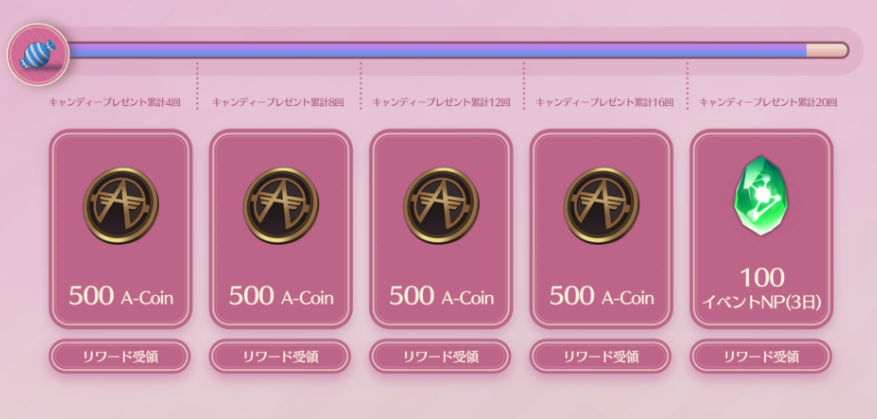 キャンディープレゼント累計4回
キャンディープレゼント累計8回
キャンディープレゼント累計12回
キャンディープレゼント累計16回
キャンディープレゼント累計20回
500 A-Coin
500 A-Coin
500 A-Coin
500 A-Coin
100
イベントNP(3日)
リワード受領
リワード受領
リワード受領
リワード受領
リワード受領